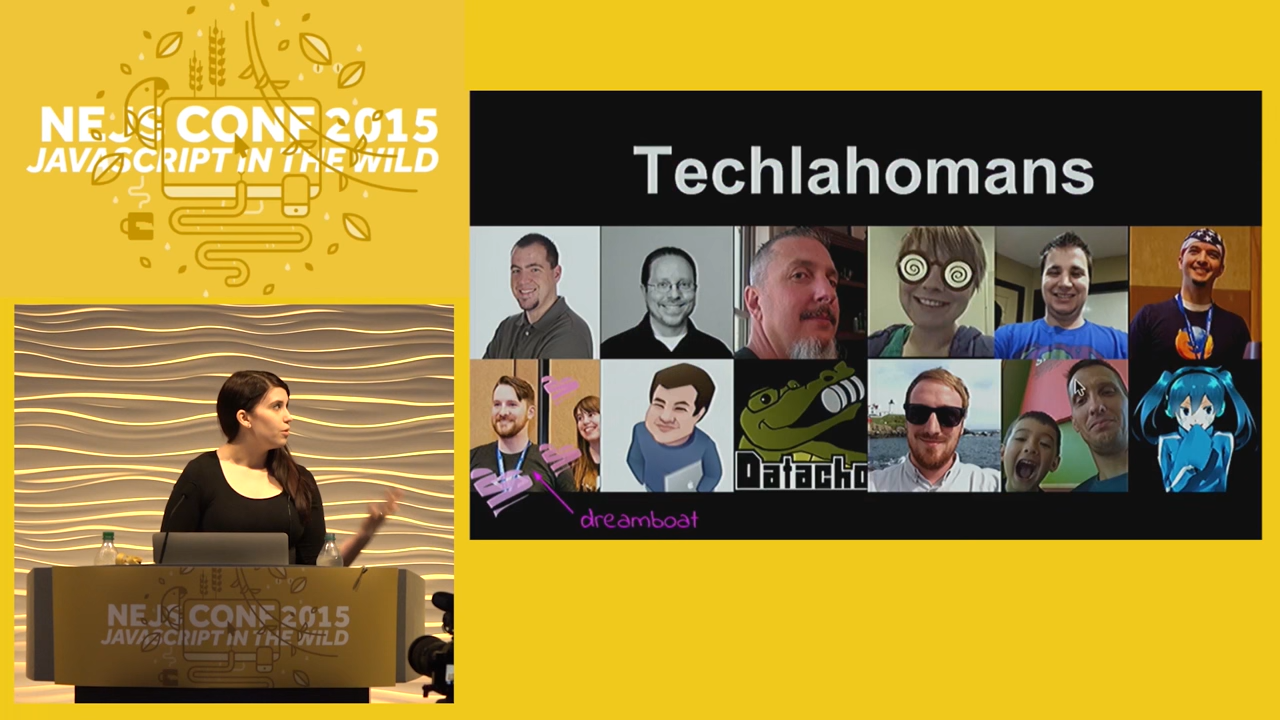 NEJS CONF 2015
JAVASCRIPT IN THE WILD
Techlahomans
Datacho
dreamboat
NEJS CONF 2015
JAVASCRIPT IN THE WILD